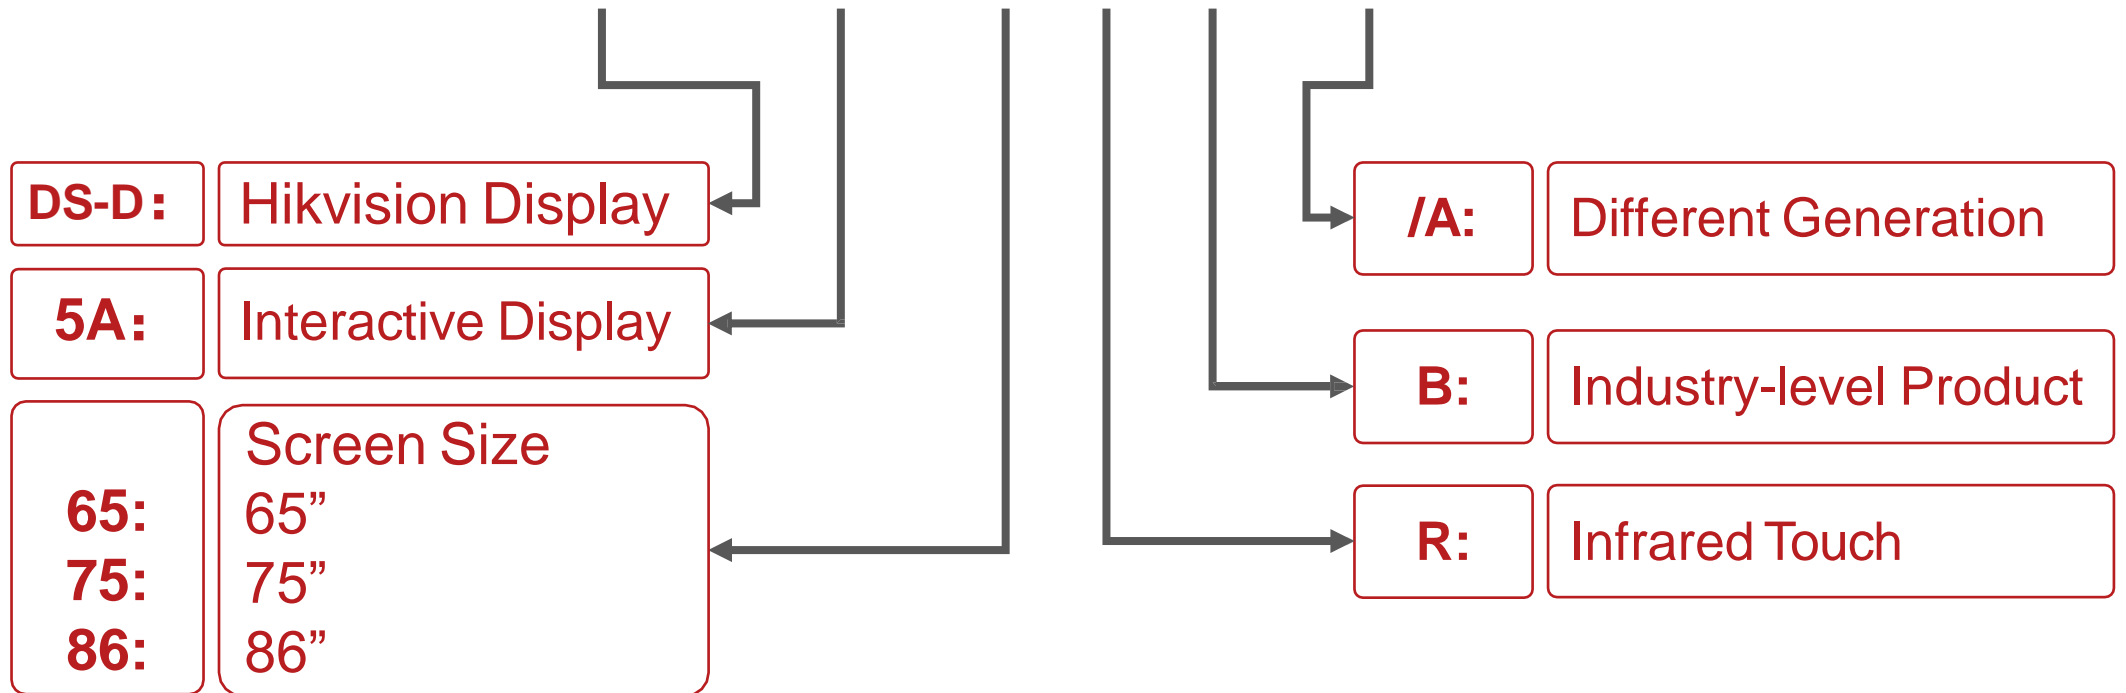 DS-D: Hikvision Display
5A: Interactive Display
Screen Size
65: 65”
75: 75”
86: 86”
/A: Different Generation
B: Industry-level Product
R: Infrared Touch